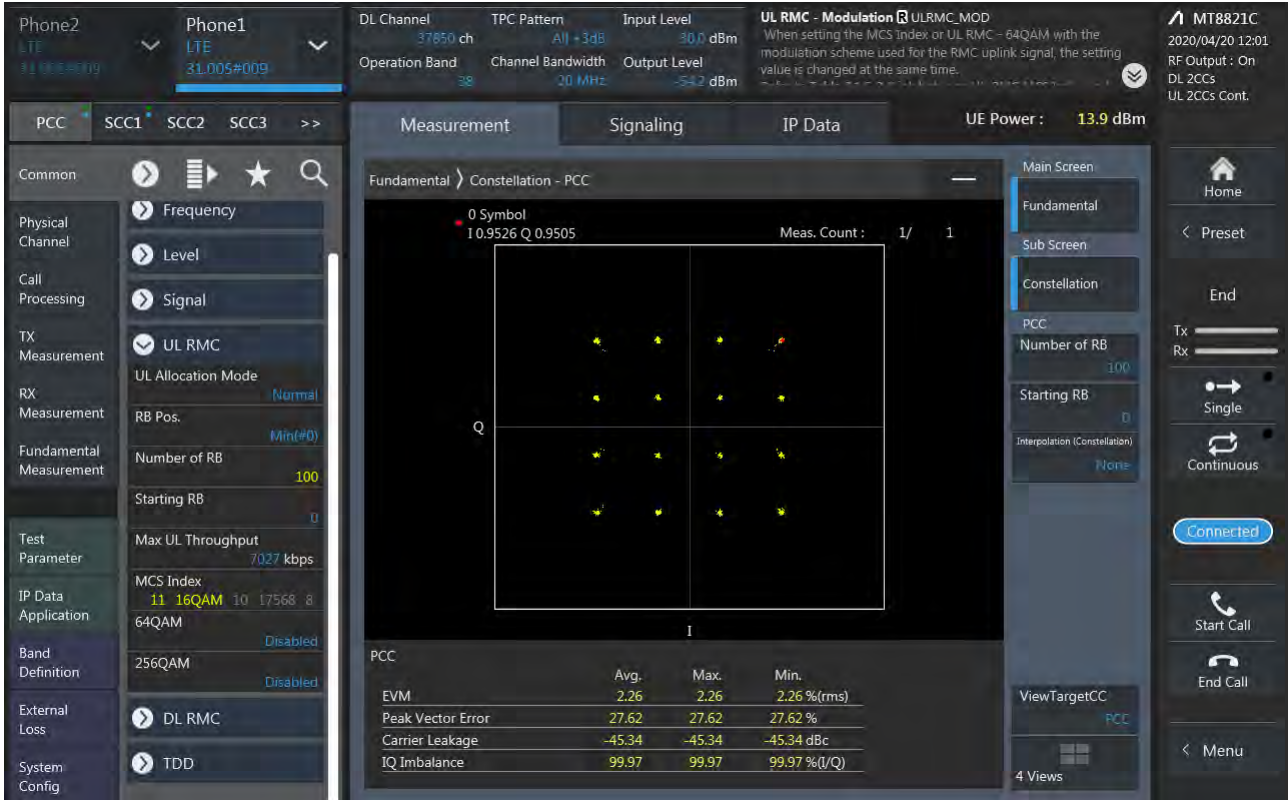 Phone2
LTE
31.005#009
Phone1
LTE
31.005#009
DL Channel
37850 ch
TPC Pattern
All +3dB
Input Level
30.0 dBm
Operation Band
38
Channel Bandwidth
20 MHz
Output Level
-54.2 dBm
UL RMC - Modulation R ULRMC_MOD
When setting the MCS Index or UL RMC - 64QAM with the
modulation scheme used for the RMC uplink signal, the setting
value is changed at the same time.
MT8821C
2020/04/20 12:01
RF Output : On
DL 2CCs
UL 2CCs Cont.
PCC SCC1 SCC2 SCC3 >>
Measurement Signaling IP Data
UE Power : 13.9 dBm
Common
Physical
Channel
Call
Processing
TX
Measurement
RX
Measurement
Fundamental
Measurement
Test
Parameter
IP Data
Application
Band
Definition
External
Loss
System
Config
Frequency
Level
Signal
UL RMC
UL Allocation Mode
Normal
RB Pos.
Min(#0)
Number of RB
100
Starting RB
0
Max UL Throughput
7027 kbps
MCS Index
11 16QAM 10 17568 8
64QAM
Disabled
256QAM
Disabled
DL RMC
TDD
Fundamental ❭ Constellation - PCC
0 Symbol
I 0.9526 Q 0.9505
Meas. Count : 1/ 1
Q
I
PCC
Avg. Max. Min.
EVM 2.26 2.26 2.26 %(rms)
Peak Vector Error 27.62 27.62 27.62 %
Carrier Leakage -45.34 -45.34 -45.34 dBc
IQ Imbalance 99.97 99.97 99.97 %(I/Q)
Main Screen
Fundamental
Sub Screen
Constellation
PCC
Number of RB
100
Starting RB
0
Interpolation (Constellation)
None
ViewTargetCC
PCC
4 Views
Home
< Preset
End
Tx
Rx
Single
Continuous
Connected
Start Call
End Call
< Menu